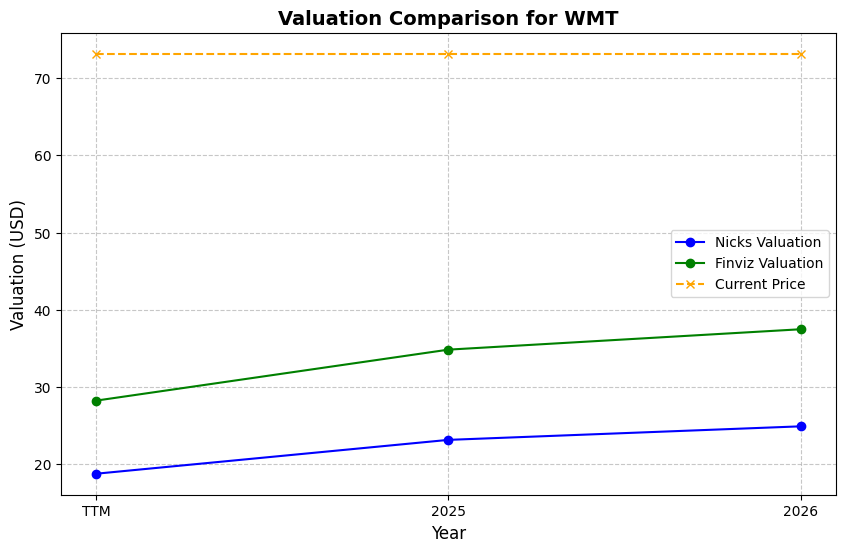 Valuation Comparison for WMT
Valuation (USD)
70
60
50
40
30
20
Nicks Valuation
Finviz Valuation
Current Price
TTM
2025
2026
Year